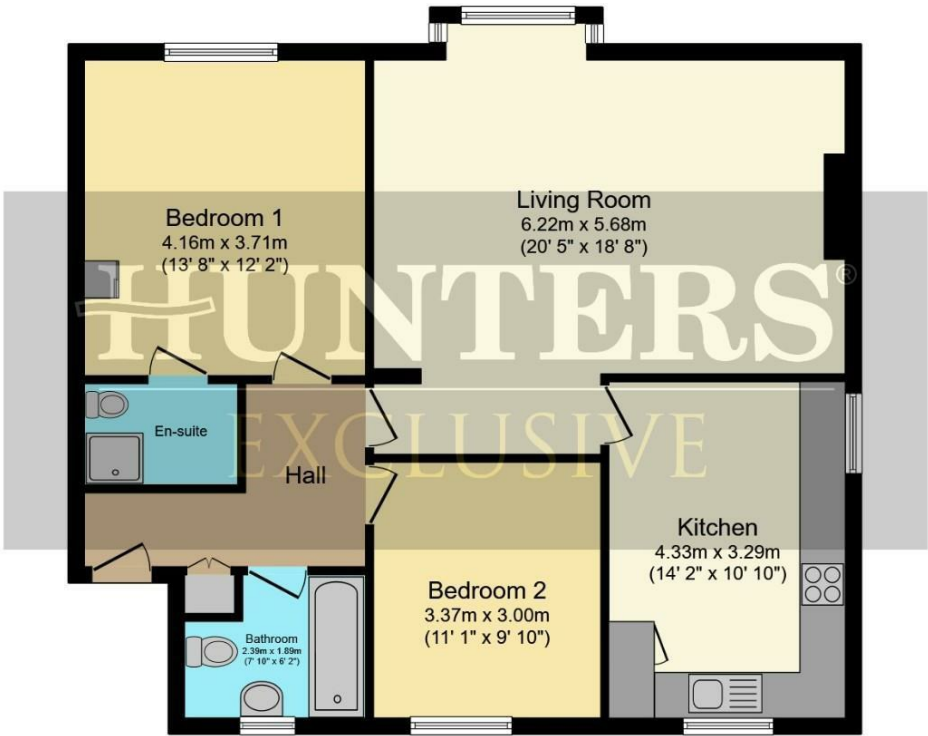 Bedroom 1
4.16m x 3.71m
(13' 8" x 12' 2")
Living Room
6.22m x 5.68m
(20' 5" x 18' 8")
HUNTERS®
EXCLUSIVE
En-suite
Hall
Kitchen
4.33m x 3.29m
(14' 2" x 10' 10")
Bedroom 2
3.37m x 3.00m
(11' 1" x 9' 10")
Bathroom
2.39m x 1.89m
(7' 10" x 6' 2")